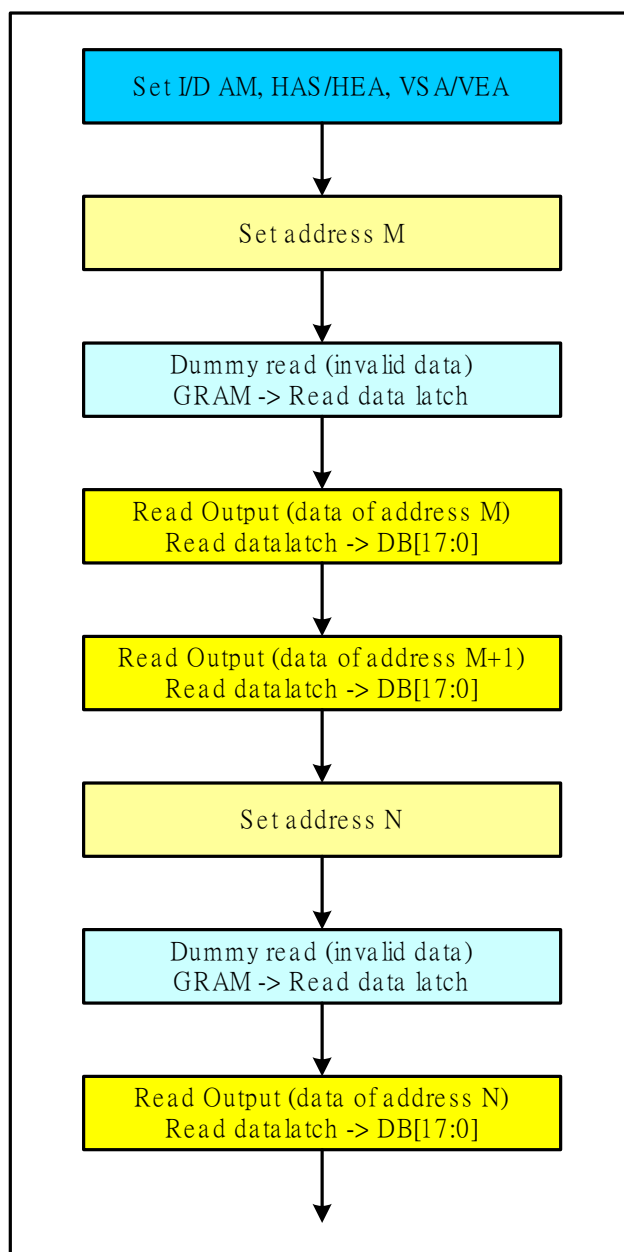 Set I/D AM, HAS/HEA, VSA/VEA
Set address M
Dummy read (invalid data)
GRAM -> Read data latch
Read Output (data of address M)
Read datalatch -> DB[17:0]
Read Output (data of address M+1)
Read datalatch -> DB[17:0]
Set address N
Dummy read (invalid data)
GRAM -> Read data latch
Read Output (data of address N)
Read datalatch -> DB[17:0]